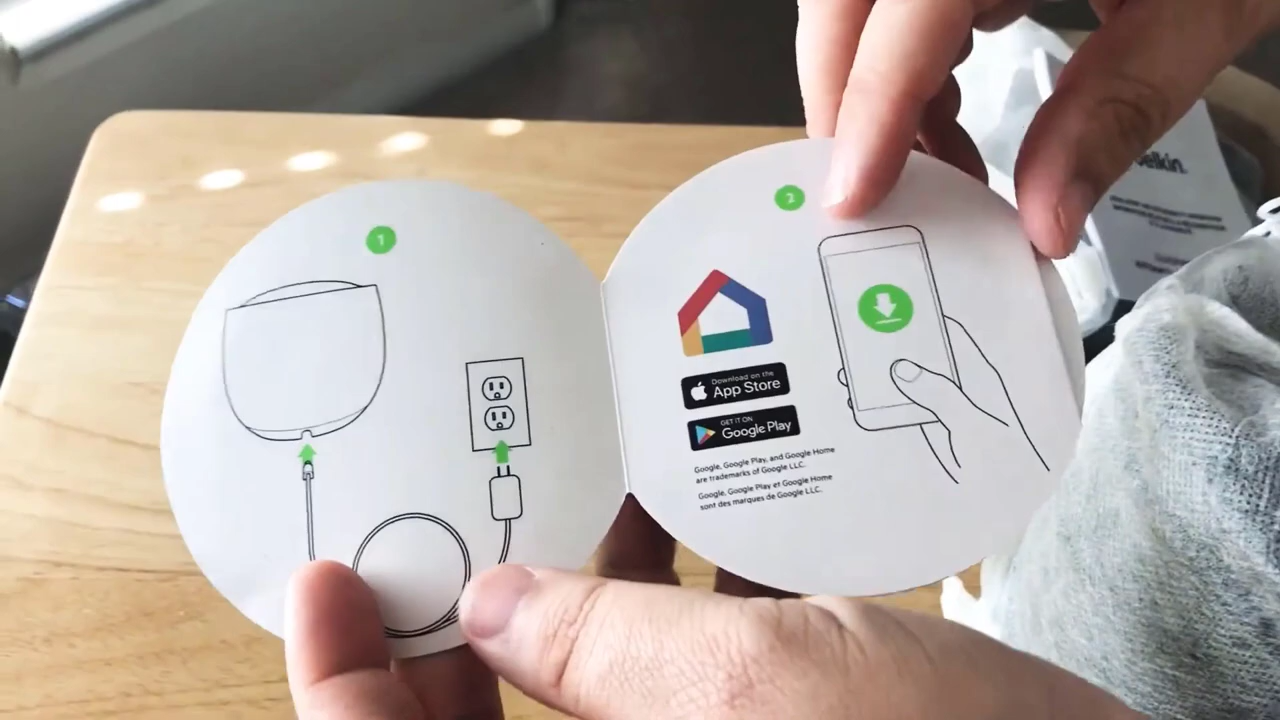 1
2
Download on the
App Store
GET IT ON
Google Play
Google, Google Play, and Google Home
are trademarks of Google LLC.
Google, Google Play et Google Home
sont des marques de Google LLC.
elkin.